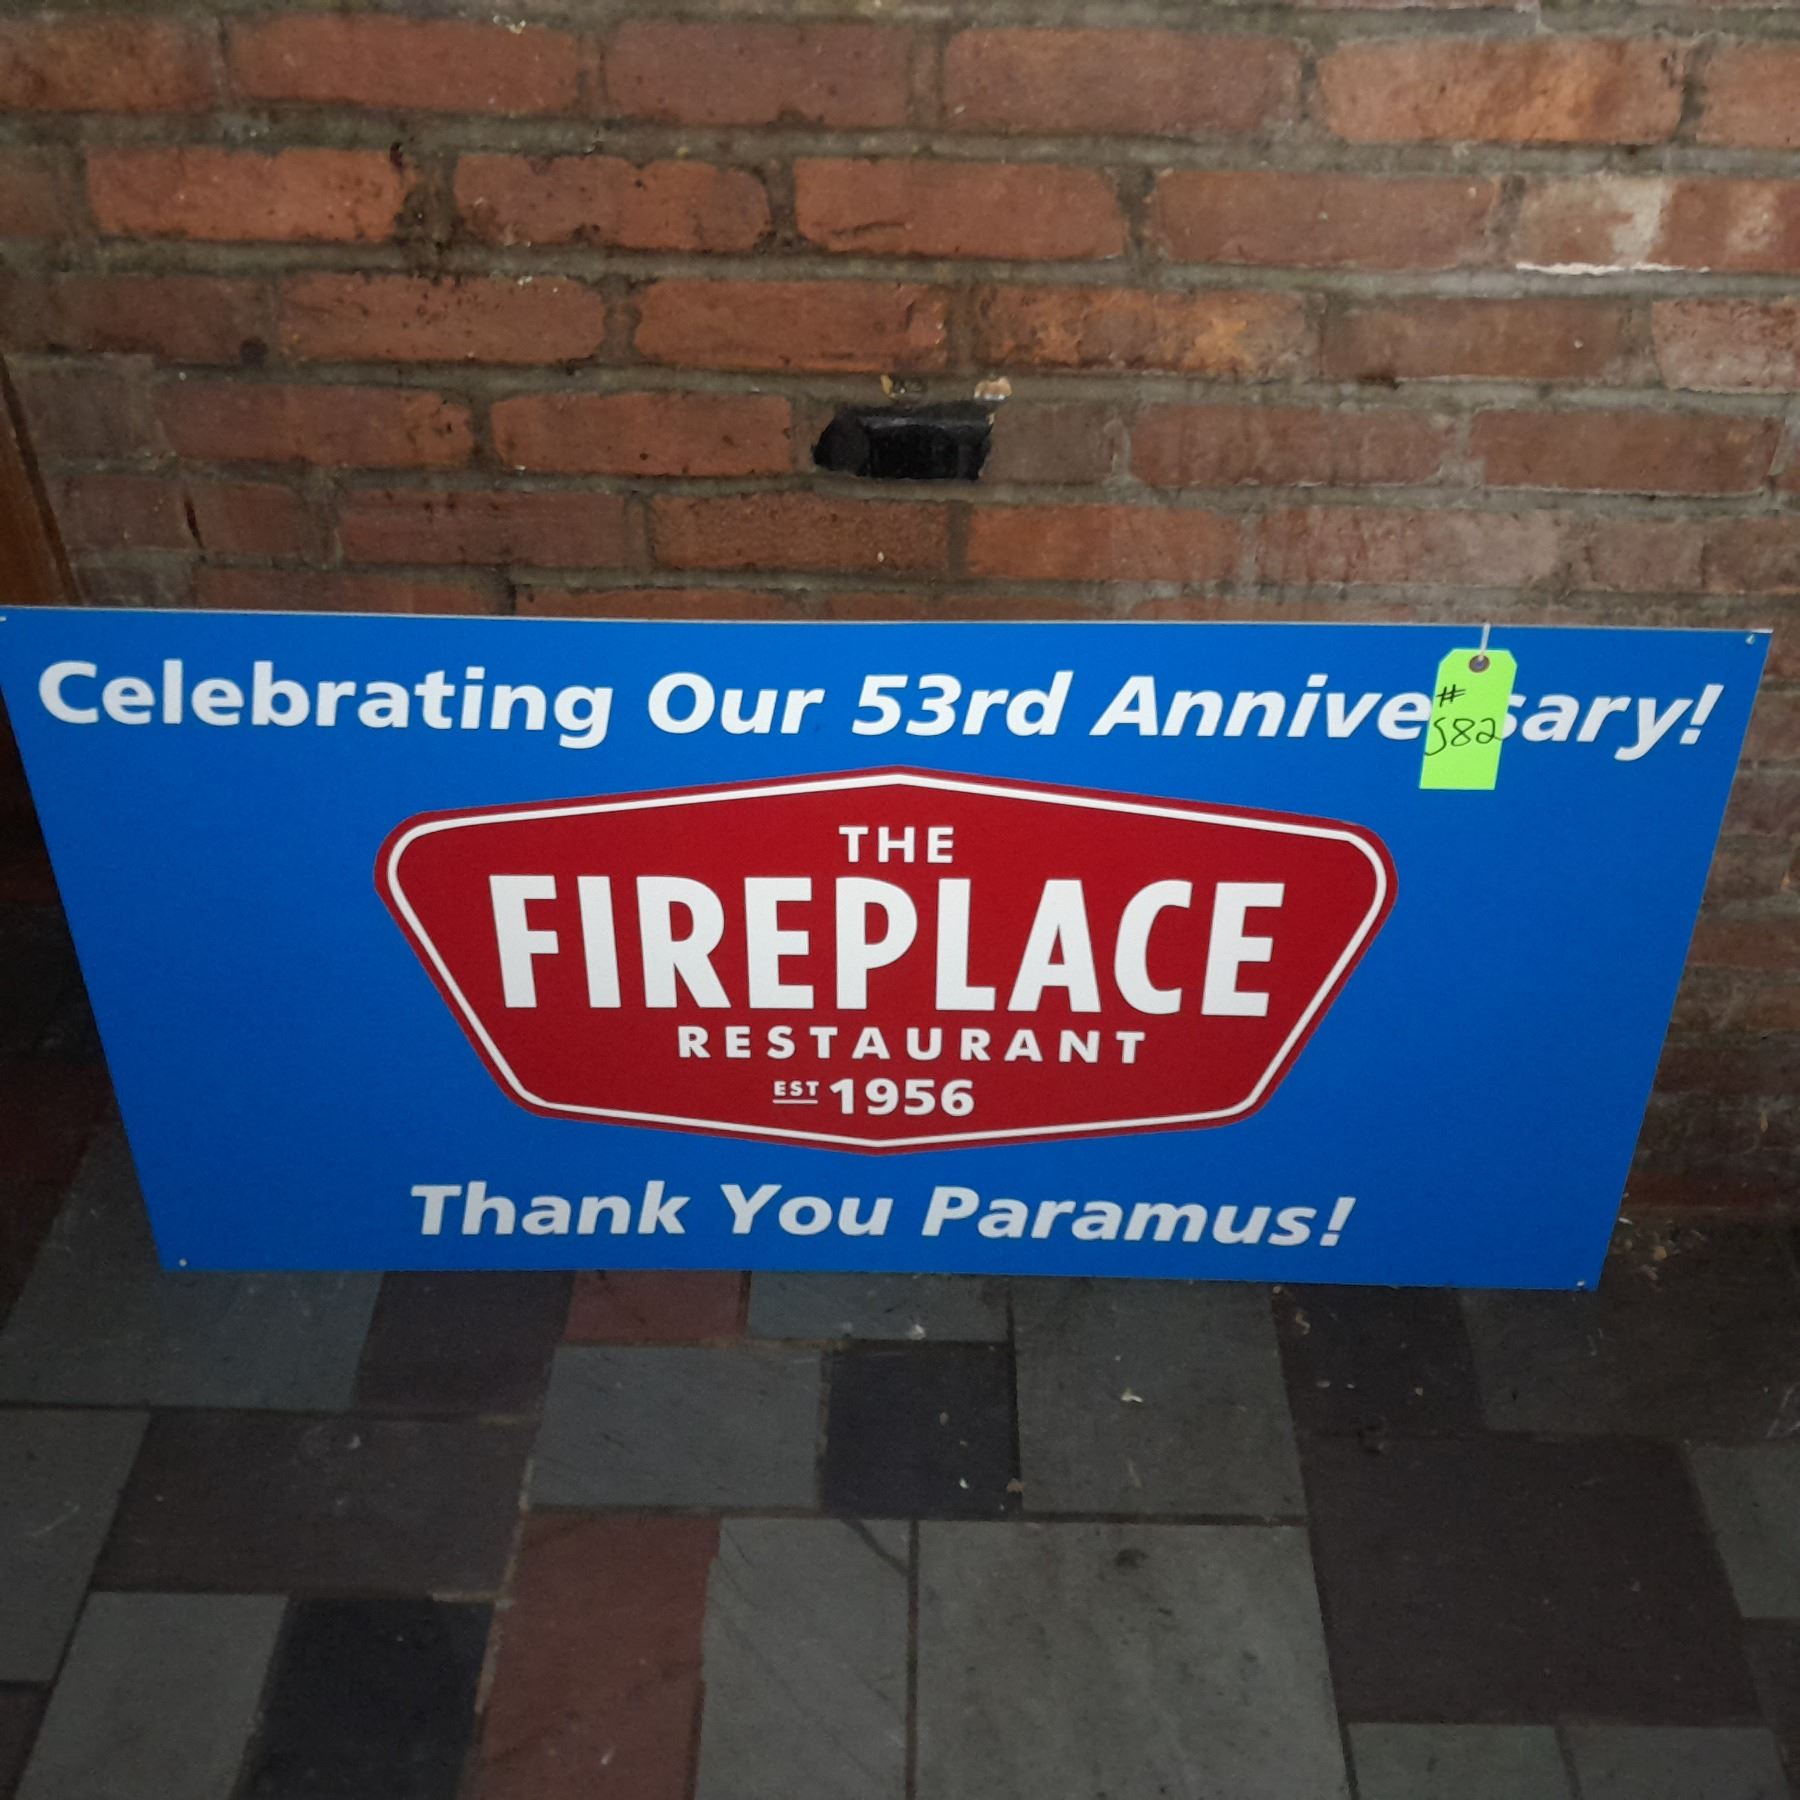 Celebrating Our 53rd Anniversary!
#
582
THE
FIREPLACE
RESTAURANT
EST 1956
Thank You Paramus!